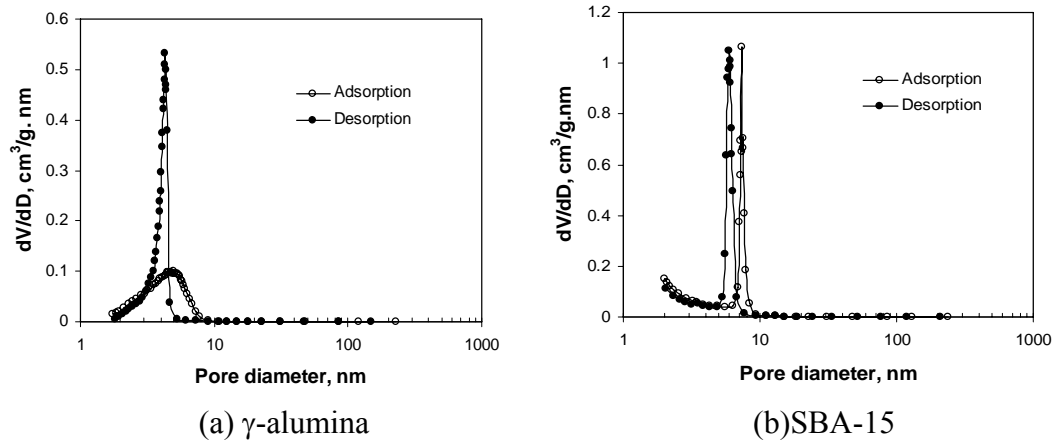 0.6
0.5
0.4
0.3
0.2
0.1
0
dV/dD, cm³/g. nm
Adsorption
Desorption
1 10 100 1000
Pore diameter, nm
(a) γ-alumina
1.2
1
0.8
0.6
0.4
0.2
0
dV/dD, cm³/g.nm
Adsorption
Desorption
1 10 100 1000
Pore diameter, nm
(b)SBA-15